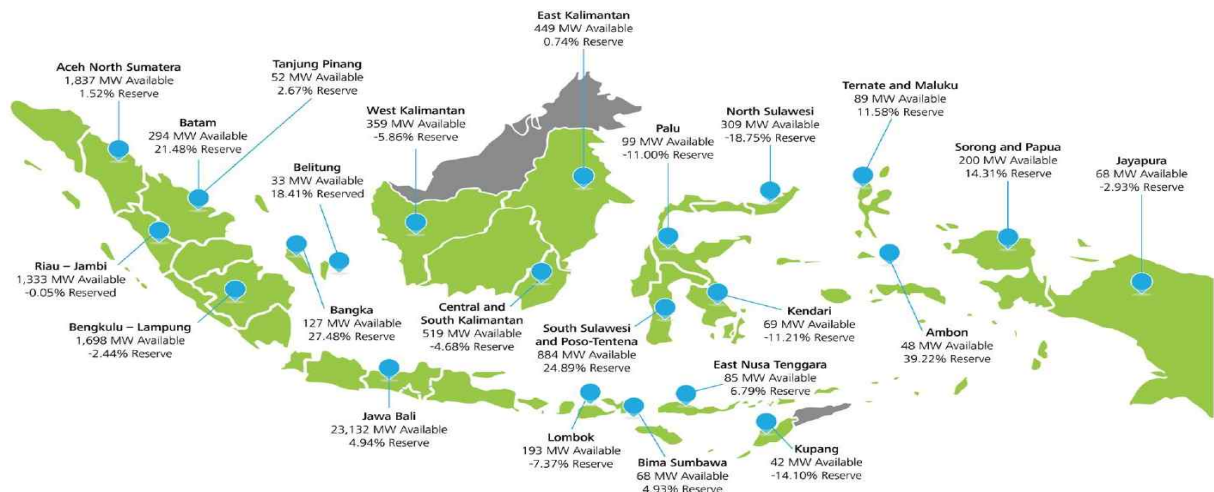 East Kalimantan
449 MW Available
0.74% Reserve
Aceh North Sumatera
1,837 MW Available
1.52% Reserve
Tanjung Pinang
52 MW Available
2.67% Reserve
Batam
294 MW Available
21.48% Reserve
West Kalimantan
359 MW Available
-5.86% Reserve
Belitung
33 MW Available
18.41% Reserved
Palu
99 MW Available
-11.00% Reserve
North Sulawesi
309 MW Available
-18.75% Reserve
Ternate and Maluku
89 MW Available
11.58% Reserve
Sorong and Papua
200 MW Available
14.31% Reserve
Jayapura
68 MW Available
-2.93% Reserve
Riau – Jambi
1,333 MW Available
-0.05% Reserved
Bengkulu – Lampung
1,698 MW Available
-2.44% Reserve
Bangka
127 MW Available
27.48% Reserve
Central and
South Kalimantan
519 MW Available
-4.68% Reserve
South Sulawesi
and Poso-Tentena
884 MW Available
24.89% Reserve
Kendari
69 MW Available
-11.21% Reserve
Ambon
48 MW Available
39.22% Reserve
East Nusa Tenggara
85 MW Available
6.79% Reserve
Jawa Bali
23,132 MW Available
4.94% Reserve
Lombok
193 MW Available
-7.37% Reserve
Bima Sumbawa
68 MW Available
4.93% Reserve
Kupang
42 MW Available
-14.10% Reserve